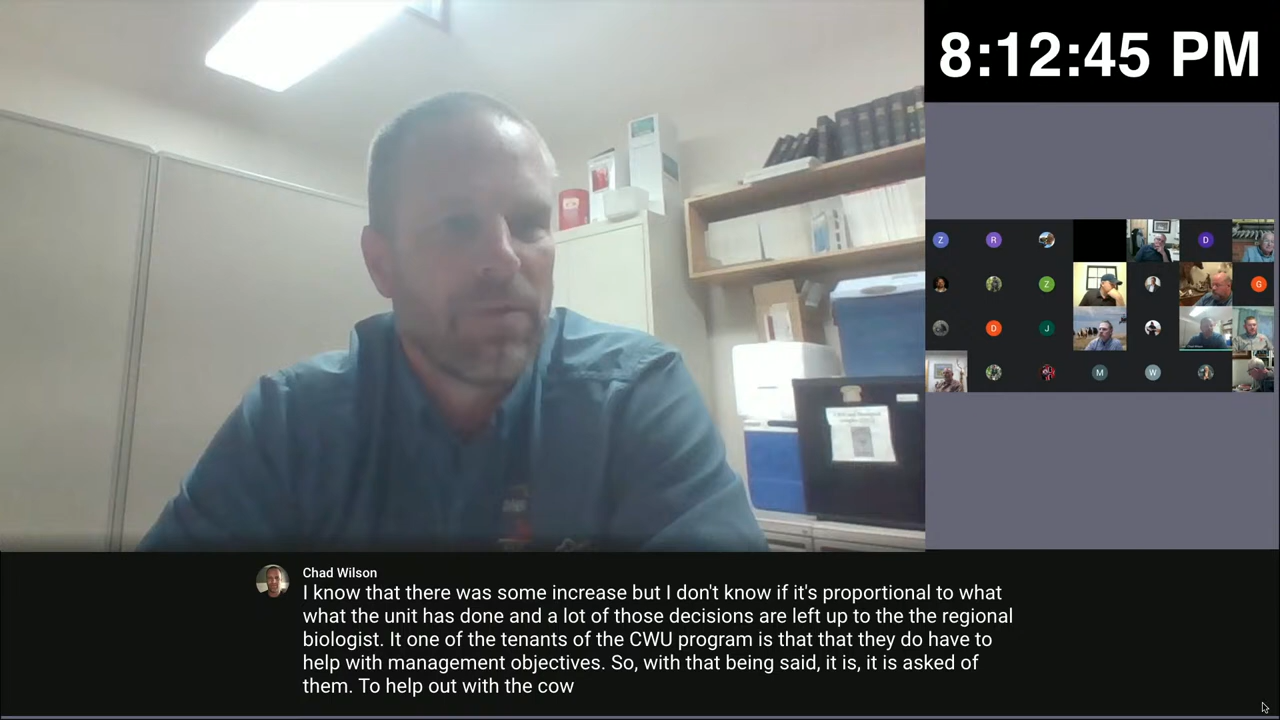 8:12:45 PM
Z
R
D
Z
G
D
J
M
W
Chad Wilson
I know that there was some increase but I don't know if it's proportional to what
what the unit has done and a lot of those decisions are left up to the the regional
biologist. It one of the tenants of the CWU program is that that they do have to
help with management objectives. So, with that being said, it is, it is asked of
them. To help out with the cow